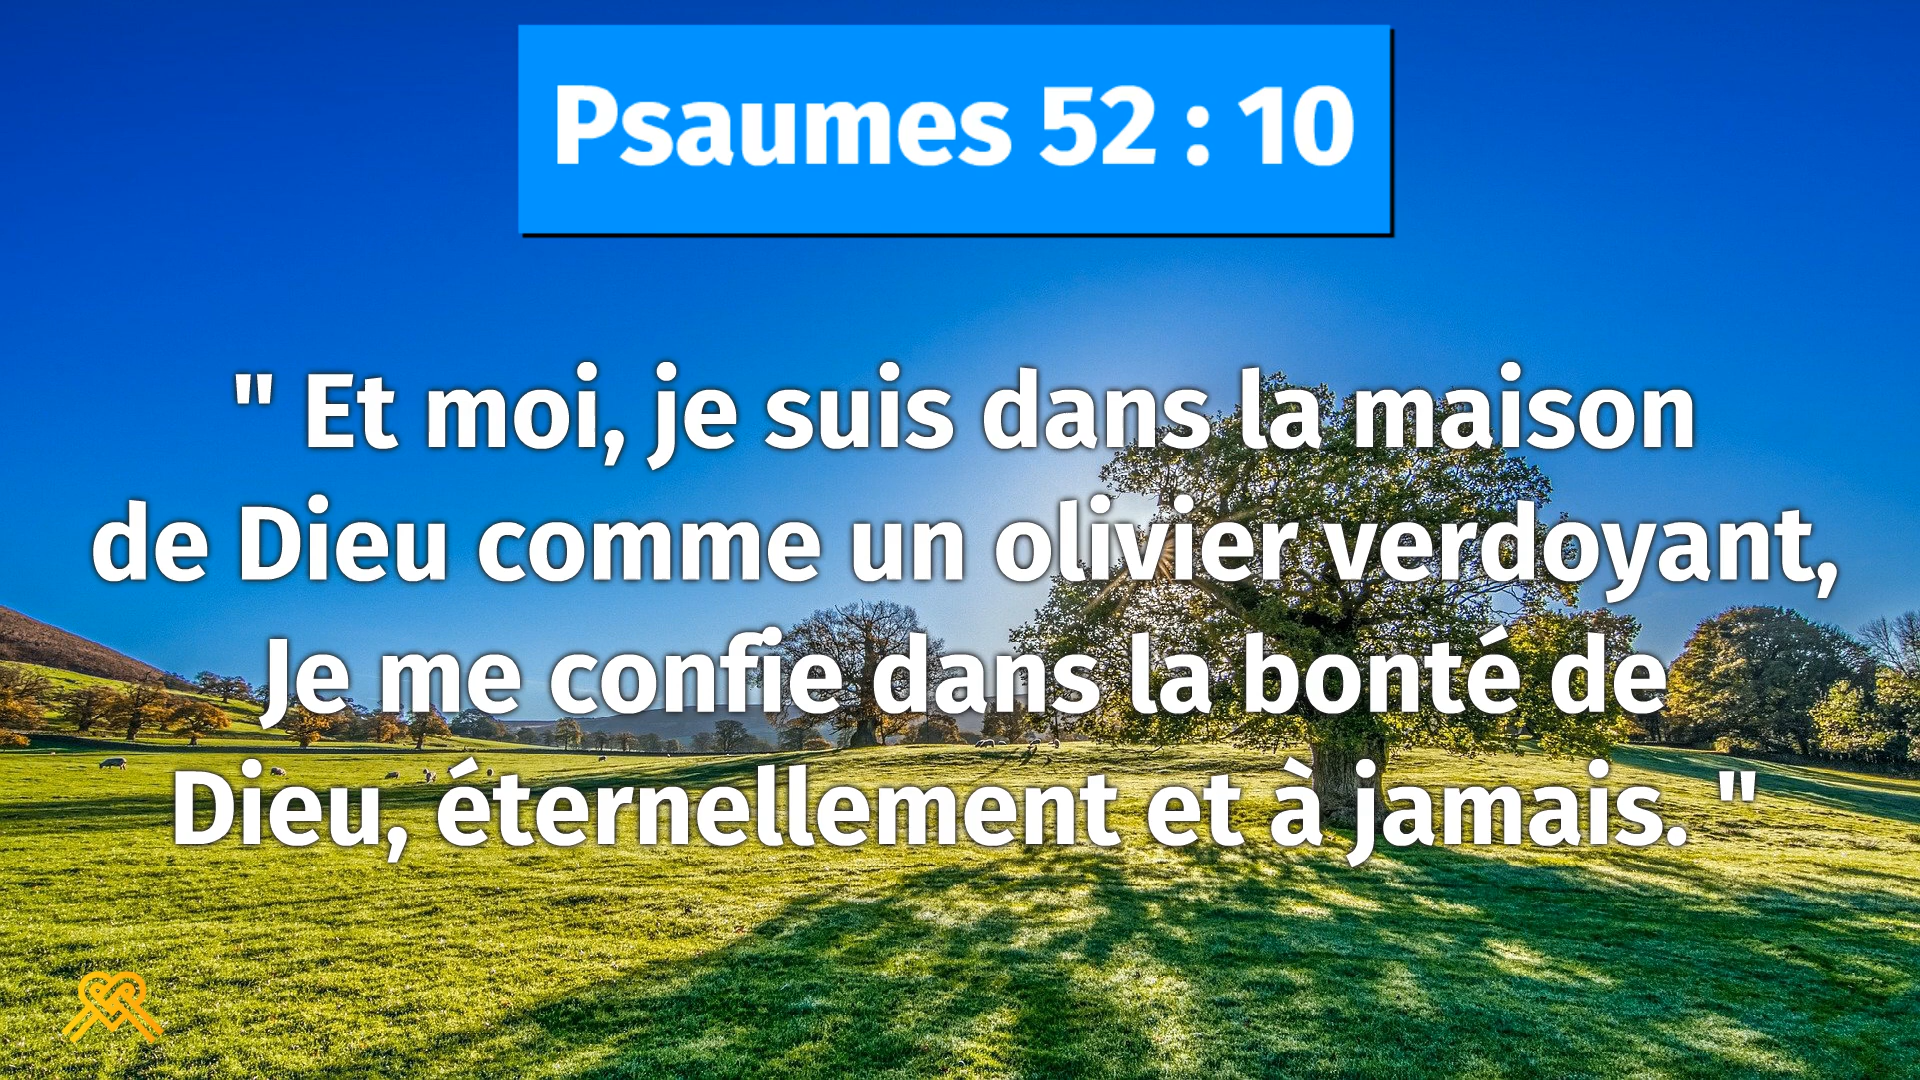 Psaumes 52 : 10
" Et moi, je suis dans la maison
de Dieu comme un olivier verdoyant,
Je me confie dans la bonté de
Dieu, éternellement et à jamais. "